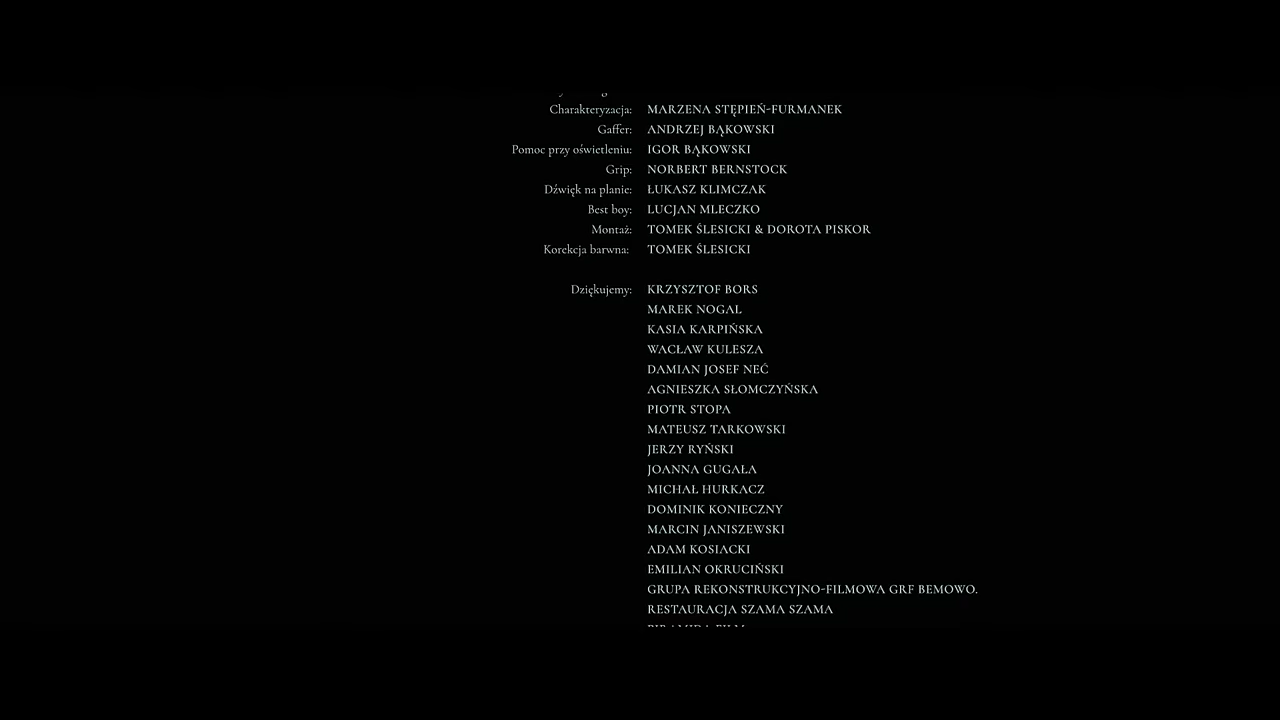 Charakteryzacja: MARZENA STĘPIEŃ-FURMANEK
Gaffer: ANDRZEJ BĄKOWSKI
Pomoc przy oświetleniu: IGOR BĄKOWSKI
Grip: NORBERT BERNSTOCK
Dźwięk na planie: ŁUKASZ KLIMCZAK
Best boy: LUCJAN MLECZKO
Montaż: TOMEK ŚLESICKI & DOROTA PISKOR
Korekcja barwna: TOMEK ŚLESICKI
Dziękujemy: KRZYSZTOF BORS
MAREK NOGAL
KASIA KARPIŃSKA
WACŁAW KULESZA
DAMIAN JOSEF NEĆ
AGNIESZKA SŁOMCZYŃSKA
PIOTR STOPA
MATEUSZ TARKOWSKI
JERZY RYŃSKI
JOANNA GUGAŁA
MICHAŁ HURKACZ
DOMINIK KONIECZNY
MARCIN JANISZEWSKI
ADAM KOSIACKI
EMILIAN OKRUCIŃSKI
GRUPA REKONSTRUKCYJNO-FILMOWA GRF BEMOWO.
RESTAURACJA SZAMA SZAMA